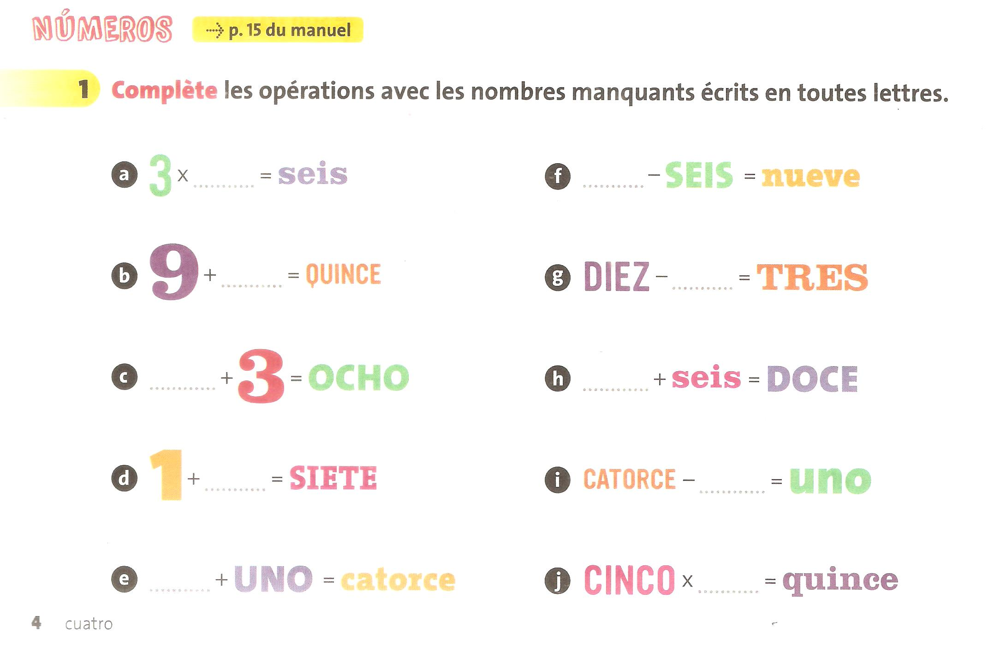 NÚMEROS
→ p. 15 du manuel
1 Complète les opérations avec les nombres manquants écrits en toutes lettres.
a 3 x ............ = seis
b 9 + ............ = QUINCE
c ............ + 3 = OCHO
d 1 + ............ = SIETE
e ............ + UNO = catorce
f ............ – SEIS = nueve
g DIEZ – ............ = TRES
h ............ + seis = DOCE
i CATORCE – ............ = uno
j CINCO x ............ = quince
4 cuatro